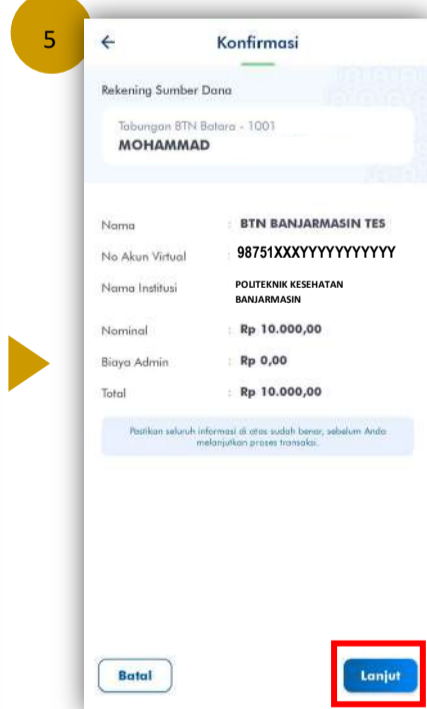 5
Konfirmasi
Rekening Sumber Dana
Tabungan BTN Batara - 1001
MOHAMMAD
Nama : BTN BANJARMASIN TES
No Akun Virtual : 98751XXXYYYYYYYYYYY
Nama Institusi POLITEKNIK KESEHATAN
BANJARMASIN
Nominal : Rp 10.000,00
Biaya Admin : Rp 0,00
Total : Rp 10.000,00
Pastikan seluruh informasi di atas sudah benar, sebelum Anda
melanjutkan proses transaksi.
Batal Lanjut